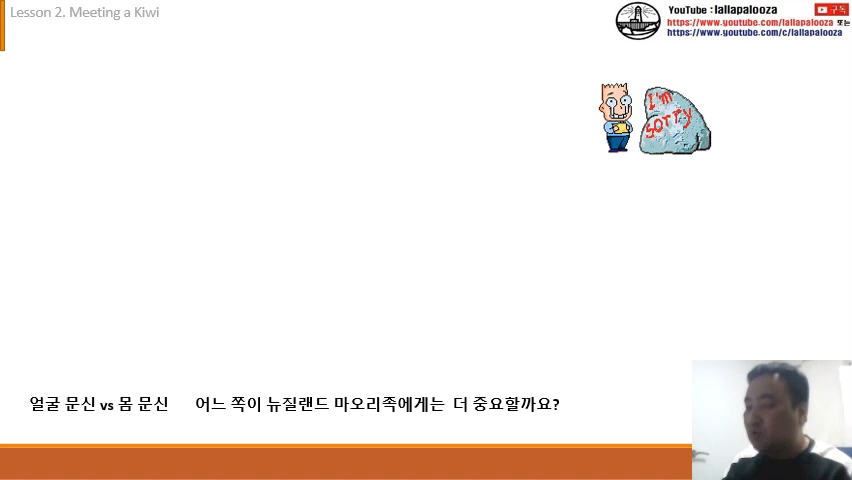 Lesson 2. Meeting a Kiwi
YouTube : lallapalooza
구독
https://www.youtube.com/lallapalooza 또는
https://www.youtube.com/c/lallapalooza
I'm
sorry
얼굴 문신 vs 몸 문신 어느 쪽이 뉴질랜드 마오리족에게는 더 중요할까요?